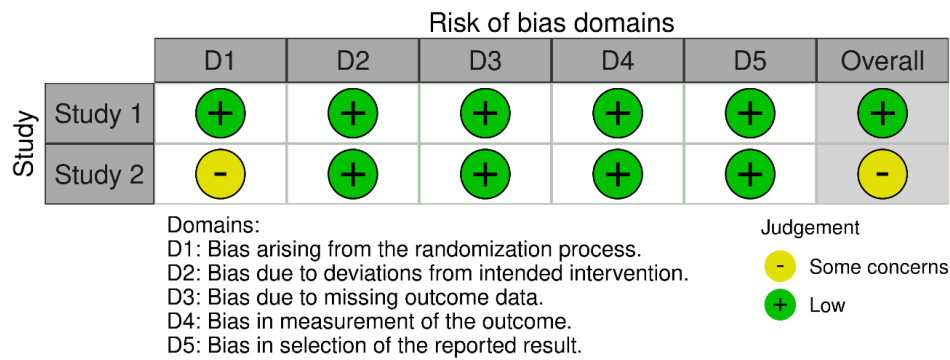 Risk of bias domains
D1 D2 D3 D4 D5 Overall
Study
Study 1 + + + + + +
Study 2 - + + + + -
Domains:
D1: Bias arising from the randomization process.
D2: Bias due to deviations from intended intervention.
D3: Bias due to missing outcome data.
D4: Bias in measurement of the outcome.
D5: Bias in selection of the reported result.
Judgement
- Some concerns
+ Low